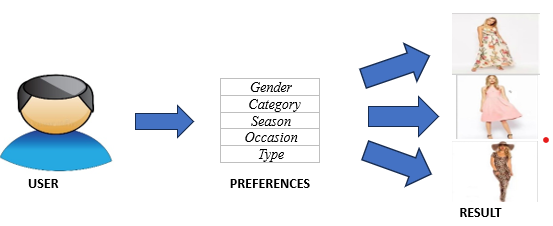 Gender
Category
Season
Occasion
Type
USER
PREFERENCES
RESULT